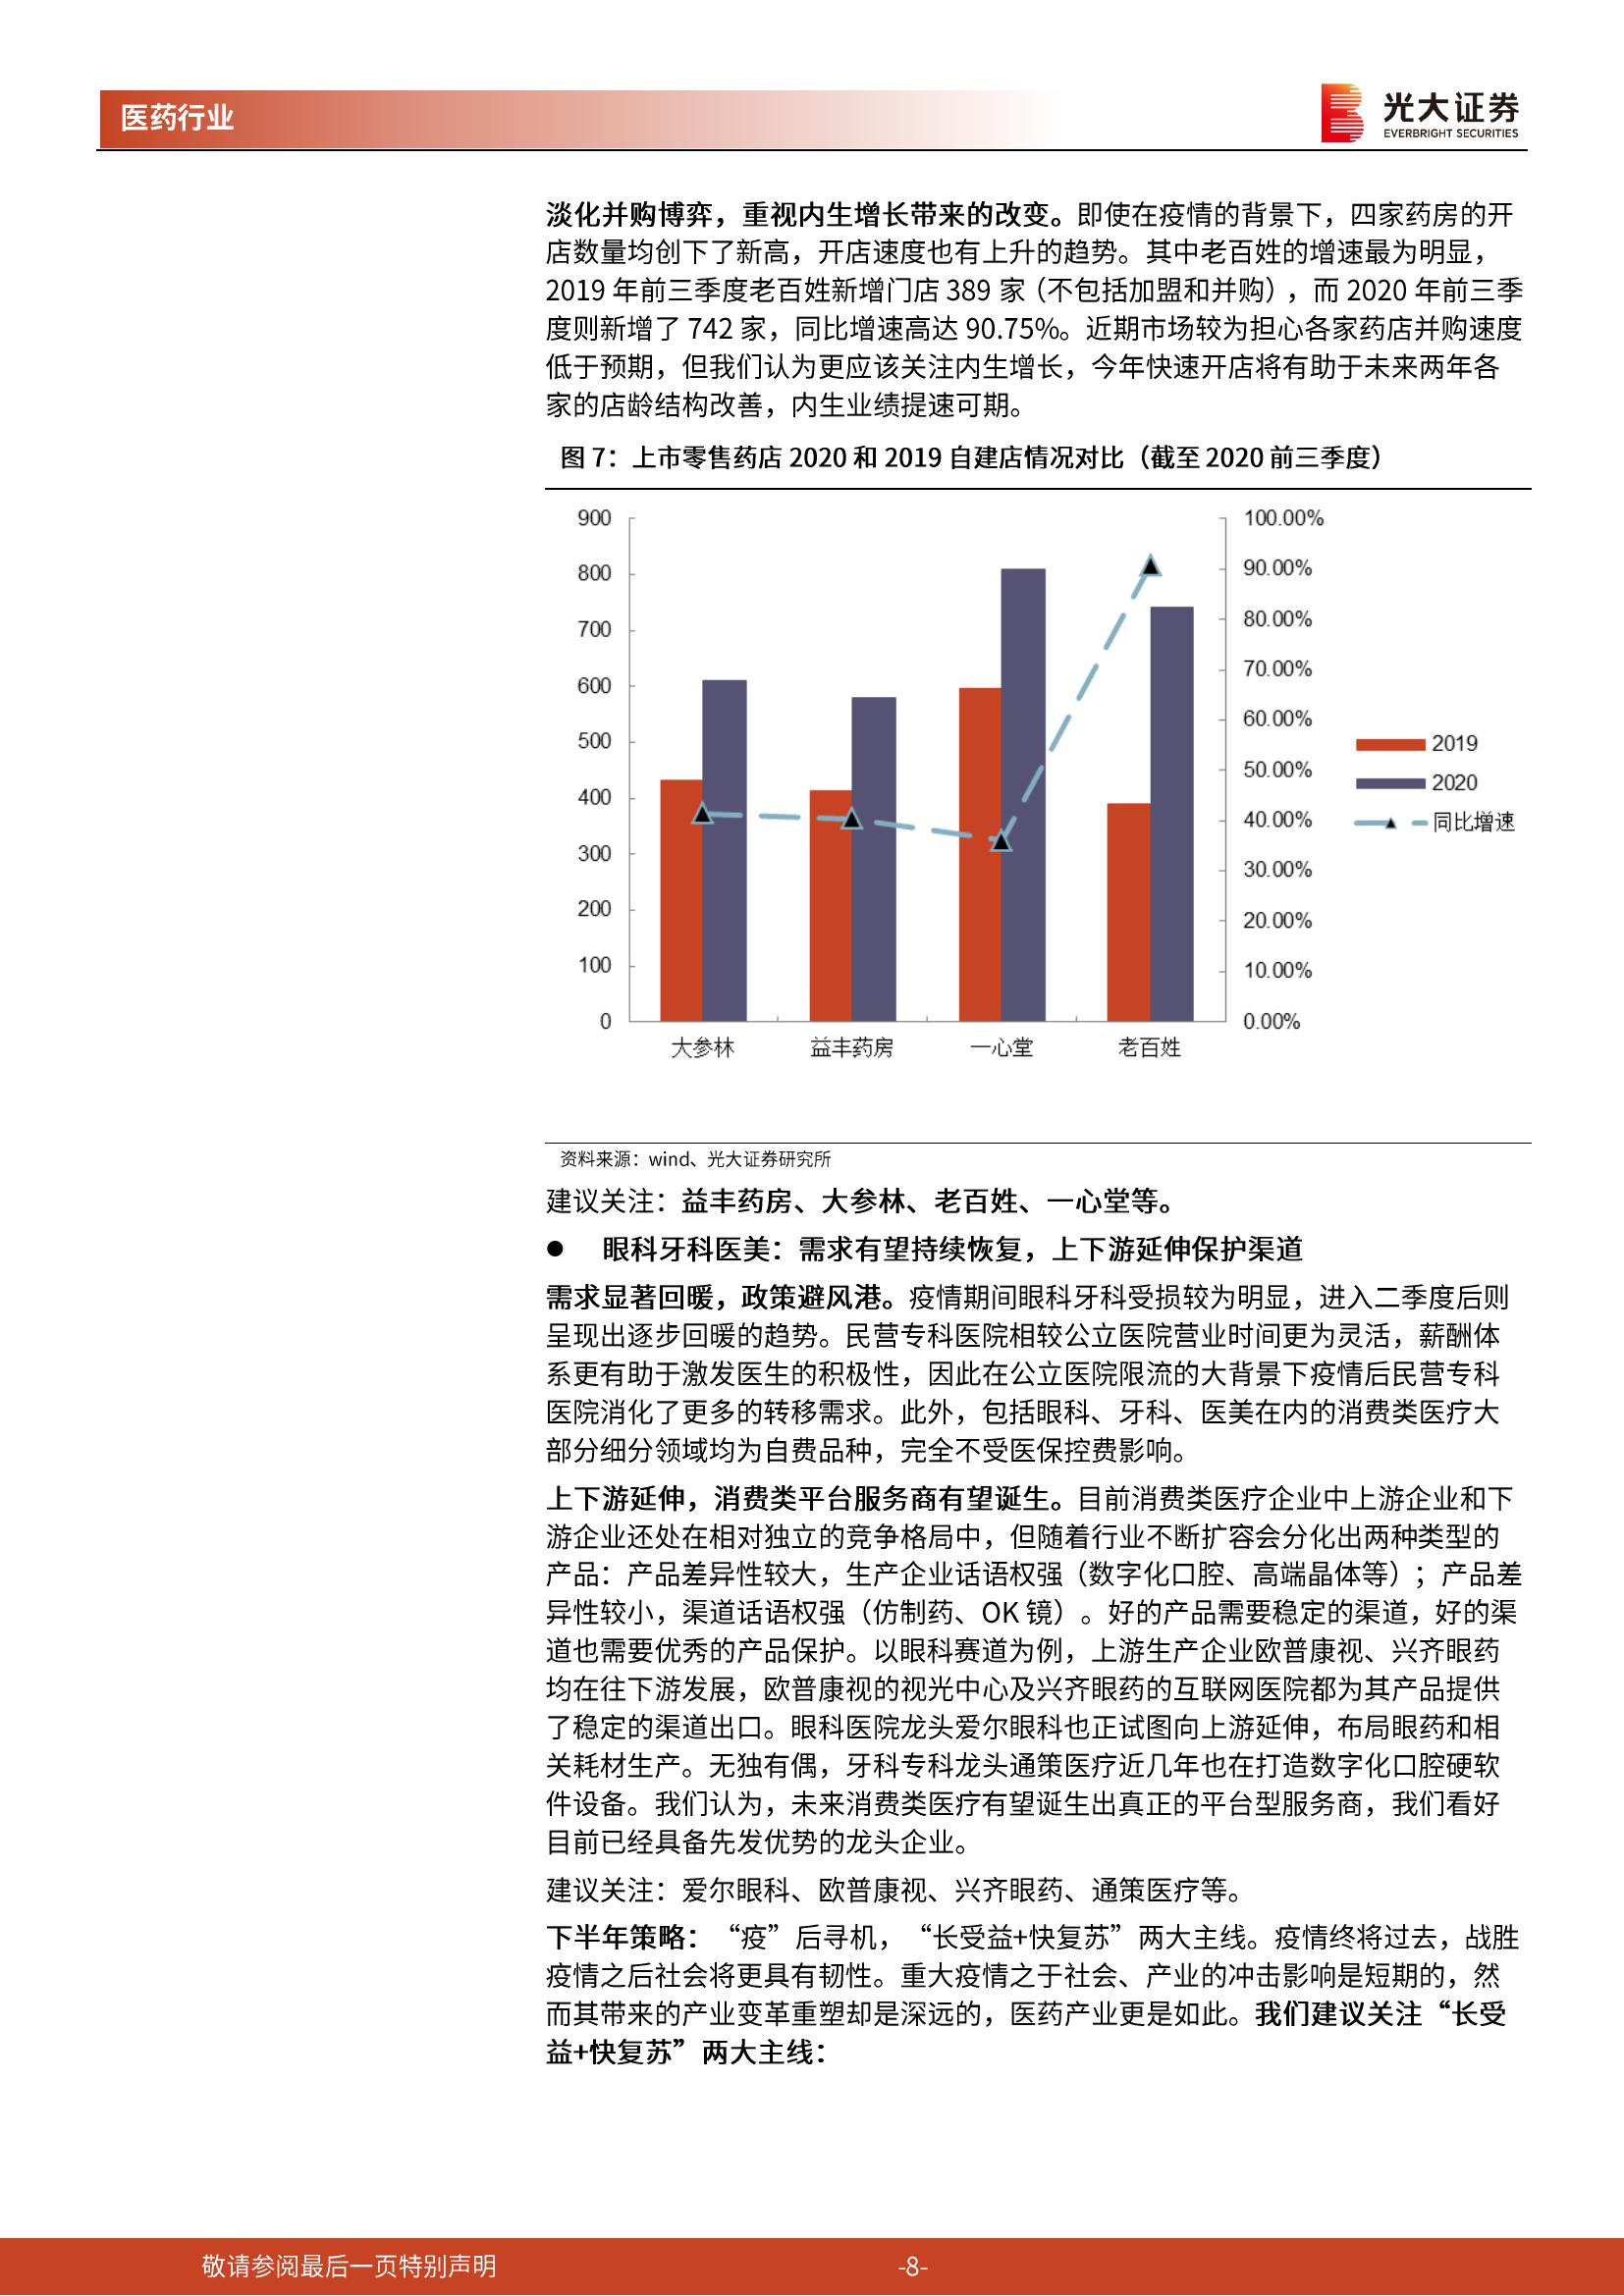 医药行业
光大证券
EVERBRIGHT SECURITIES
淡化并购博弈，重视内生增长带来的改变。即使在疫情的背景下，四家药房的开
店数量均创下了新高，开店速度也有上升的趋势。其中老百姓的增速最为明显，
2019 年前三季度老百姓新增门店 389 家（不包括加盟和并购），而 2020 年前三季
度则新增了 742 家，同比增速高达 90.75%。近期市场较为担心各家药店并购速度
低于预期，但我们认为更应该关注内生增长，今年快速开店将有助于未来两年各
家的店龄结构改善，内生业绩提速可期。
图 7：上市零售药店 2020 和 2019 自建店情况对比（截至 2020 前三季度）
900
800
700
600
500
400
300
200
100
0
100.00%
90.00%
80.00%
70.00%
60.00%
50.00%
40.00%
30.00%
20.00%
10.00%
0.00%
大参林
益丰药房
一心堂
老百姓
2019
2020
同比增速
资料来源：wind、光大证券研究所
建议关注：益丰药房、大参林、老百姓、一心堂等。
● 眼科牙科医美：需求有望持续恢复，上下游延伸保护渠道
需求显著回暖，政策避风港。疫情期间眼科牙科受损较为明显，进入二季度后则
呈现出逐步回暖的趋势。民营专科医院相较公立医院营业时间更为灵活，薪酬体
系更有助于激发医生的积极性，因此在公立医院限流的大背景下疫情后民营专科
医院消化了更多的转移需求。此外，包括眼科、牙科、医美在内的消费类医疗大
部分细分领域均为自费品种，完全不受医保控费影响。
上下游延伸，消费类平台服务商有望诞生。目前消费类医疗企业中上游企业和下
游企业还处在相对独立的竞争格局中，但随着行业不断扩容会分化出两种类型的
产品：产品差异性较大，生产企业话语权强（数字化口腔、高端晶体等）；产品差
异性较小，渠道话语权强（仿制药、OK 镜）。好的产品需要稳定的渠道，好的渠
道也需要优秀的产品保护。以眼科赛道为例，上游生产企业欧普康视、兴齐眼药
均在往下游发展，欧普康视的视光中心及兴齐眼药的互联网医院都为其产品提供
了稳定的渠道出口。眼科医院龙头爱尔眼科也正试图向上游延伸，布局眼药和相
关耗材生产。无独有偶，牙科专科龙头通策医疗近几年也在打造数字化口腔硬软
件设备。我们认为，未来消费类医疗有望诞生出真正的平台型服务商，我们看好
目前已经具备先发优势的龙头企业。
建议关注：爱尔眼科、欧普康视、兴齐眼药、通策医疗等。
下半年策略：“疫”后寻机，“长受益+快复苏”两大主线。疫情终将过去，战胜
疫情之后社会将更具有韧性。重大疫情之于社会、产业的冲击影响是短期的，然
而其带来的产业变革重塑却是深远的，医药产业更是如此。我们建议关注“长受
益+快复苏”两大主线：
敬请参阅最后一页特别声明
-8-